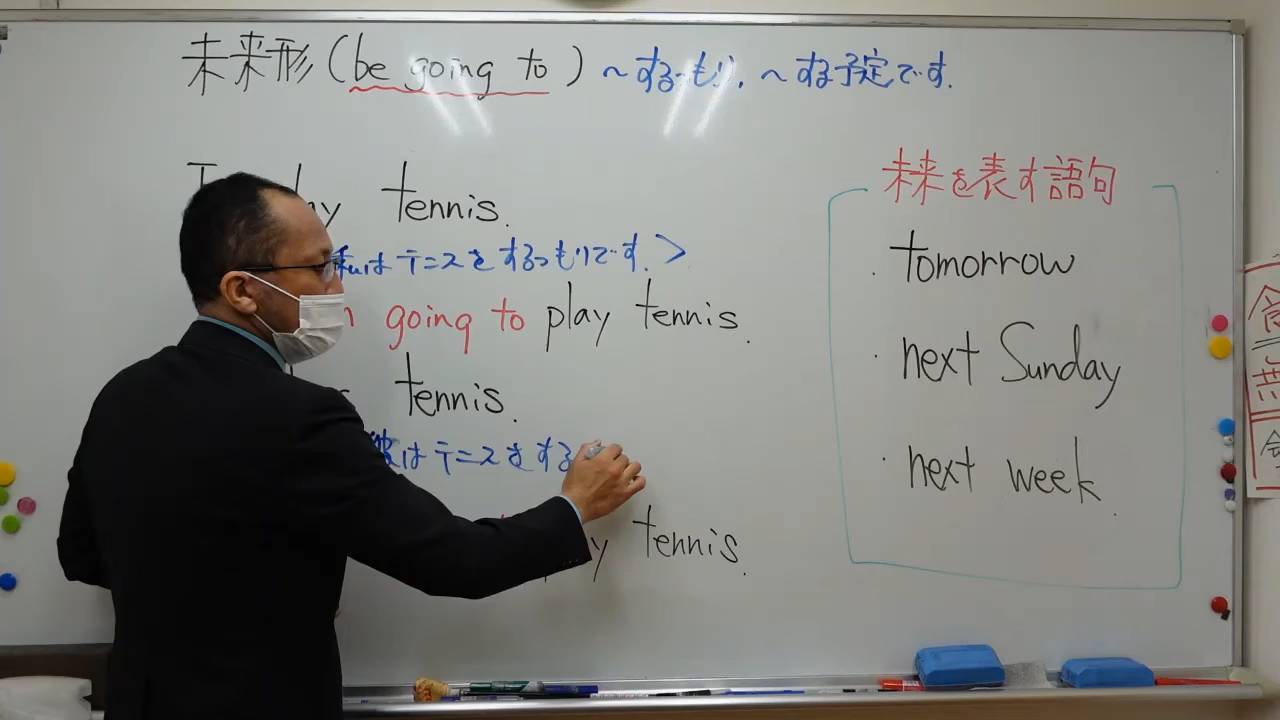 未来形(be going to) ~するつもり, ~する予定です.
tennis.
私はテニスをするつもりです.>
going to play tennis.
tennis.
彼はテニスをする
tennis.
未来を表す語句
・tomorrow
・next Sunday
・next week.